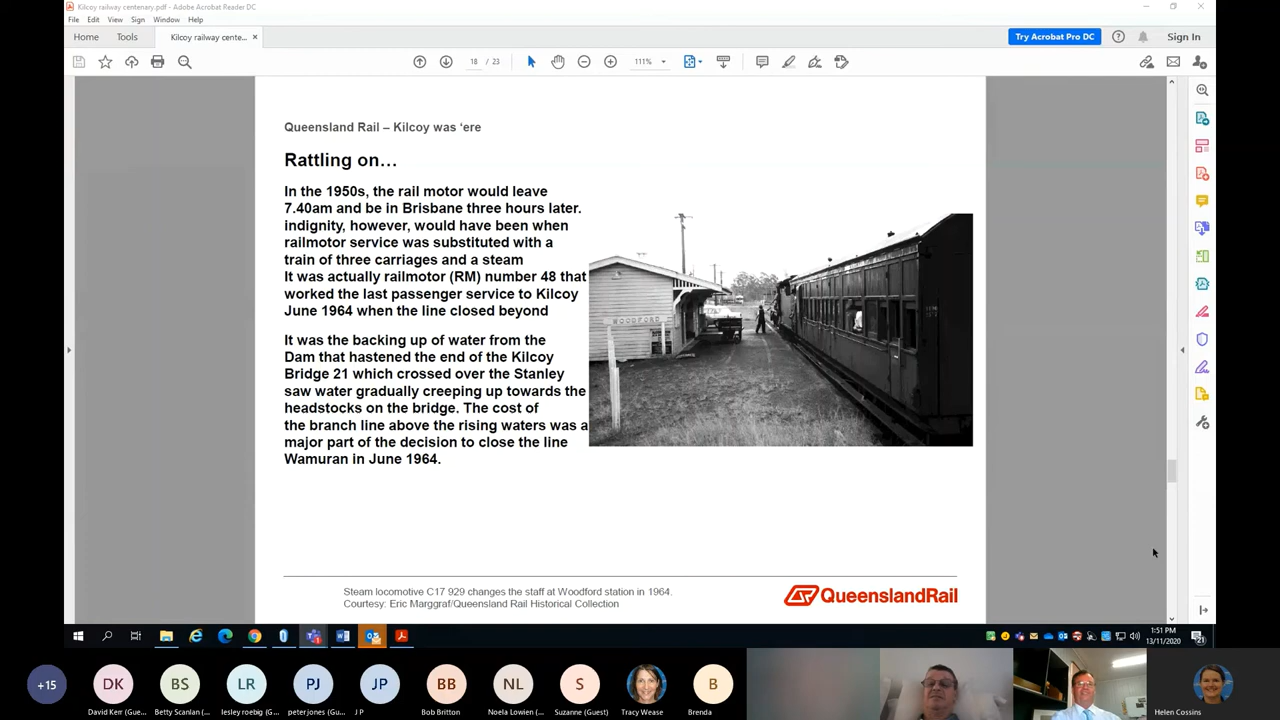 Kilcoy railway centenary.pdf - Adobe Acrobat Reader DC
File Edit View Sign Window Help
Home Tools Kilcoy railway cente... × Try Acrobat Pro DC Sign In
18 / 23 111%
Queensland Rail – Kilcoy was ‘ere
Rattling on…
In the 1950s, the rail motor would leave
7.40am and be in Brisbane three hours later.
indignity, however, would have been when
railmotor service was substituted with a
train of three carriages and a steam
It was actually railmotor (RM) number 48 that
worked the last passenger service to Kilcoy
June 1964 when the line closed beyond
It was the backing up of water from the
Dam that hastened the end of the Kilcoy
Bridge 21 which crossed over the Stanley
saw water gradually creeping up towards the
headstocks on the bridge. The cost of
the branch line above the rising waters was a
major part of the decision to close the line
Wamuran in June 1964.
WOODFORD
Steam locomotive C17 929 changes the staff at Woodford station in 1964.
Courtesy: Eric Marggraf/Queensland Rail Historical Collection
QueenslandRail
1:51 PM
13/11/2020
21
+15 DK BS LR PJ JP BB NL S B
David Kerr (Gue... Betty Scanlan (... lesley roebig (G... peter jones (Gu... J P Bob Britton Noela Lowien (... Suzanne (Guest) Tracy Wease Brenda Helen Cossins